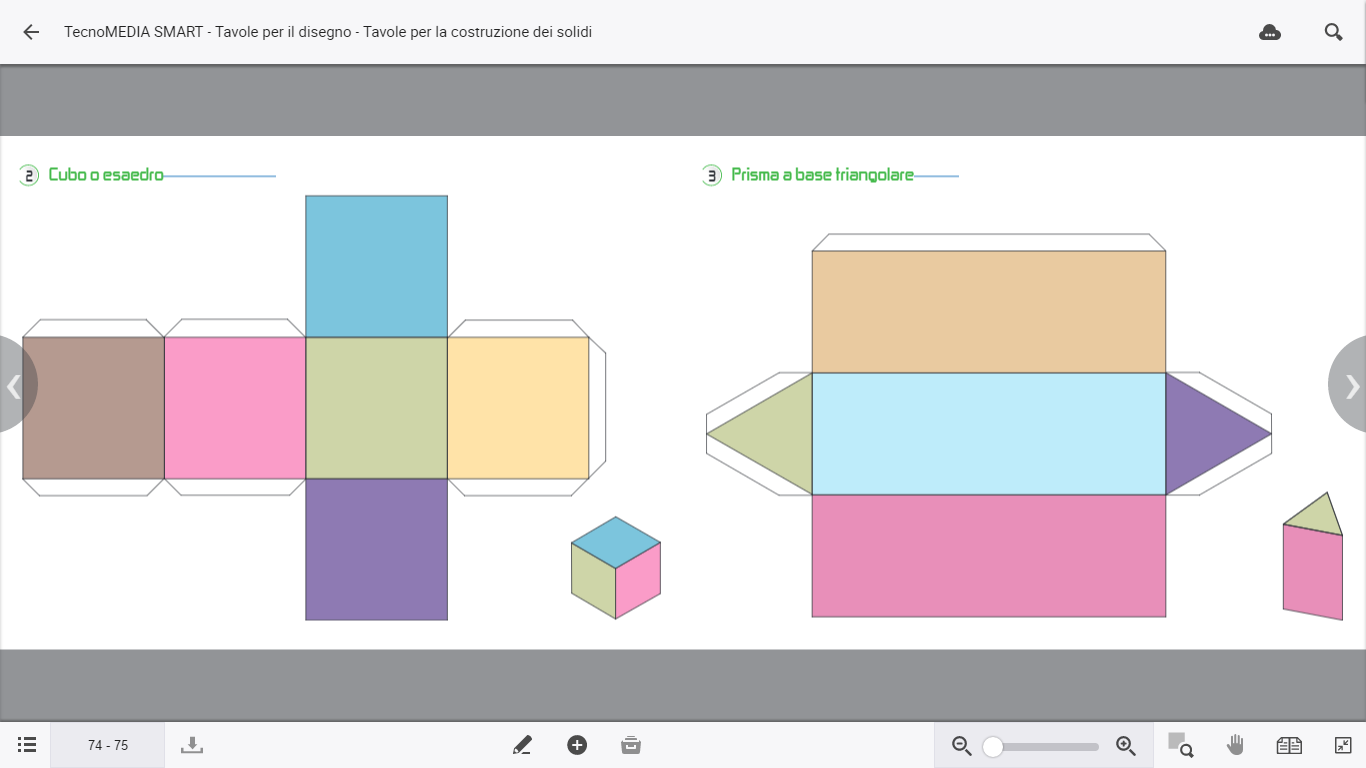 TecnoMEDIA SMART - Tavole per il disegno - Tavole per la costruzione dei solidi
2 Cubo o esaedro
3 Prisma a base triangolare
74 - 75